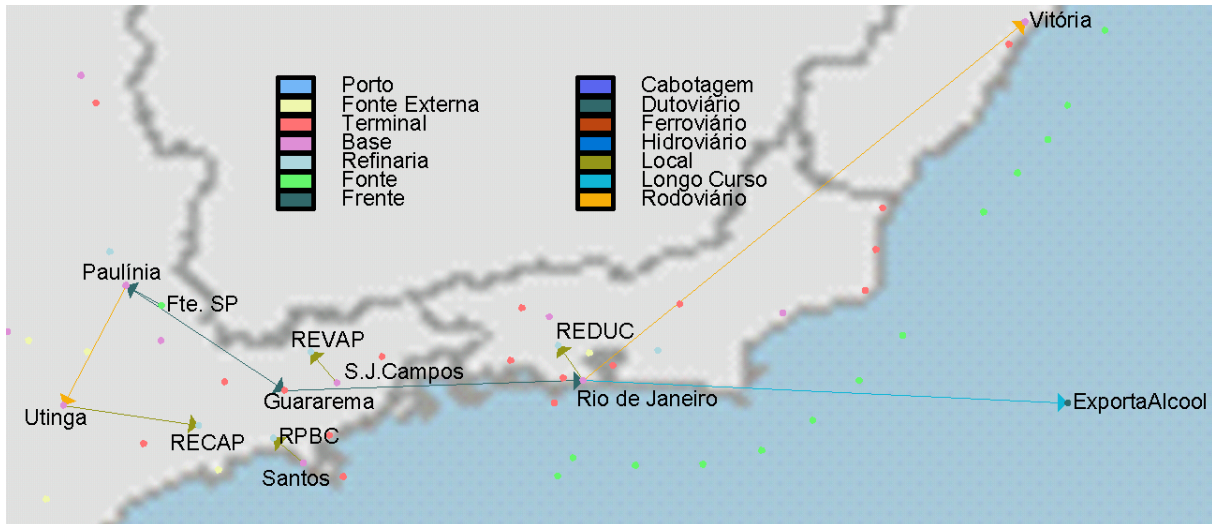 Vitória
Porto
Fonte Externa
Terminal
Base
Refinaria
Fonte
Frente
Cabotagem
Dutoviário
Ferroviário
Hidroviário
Local
Longo Curso
Rodoviário
Paulínia
Fte. SP
REVAP
REDUC
S.J.Campos
Guararema
Rio de Janeiro
ExportaAlcool
Utinga
RECAP
RPBC
Santos